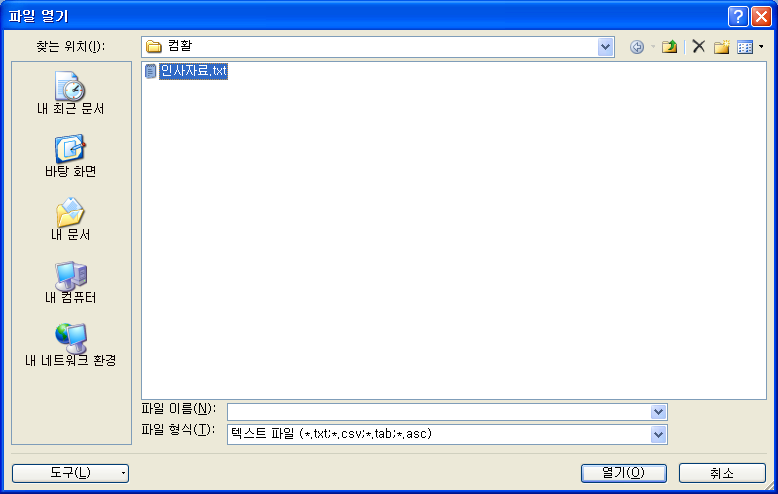 파일 열기
찾는 위치(I):
컴활
인사자료.txt
내 최근 문서
바탕 화면
내 문서
내 컴퓨터
내 네트워크 환경
파일 이름(N):
파일 형식(T):
텍스트 파일 (*.txt;*.csv;*.tab;*.asc)
도구(L)
열기(O)
취소